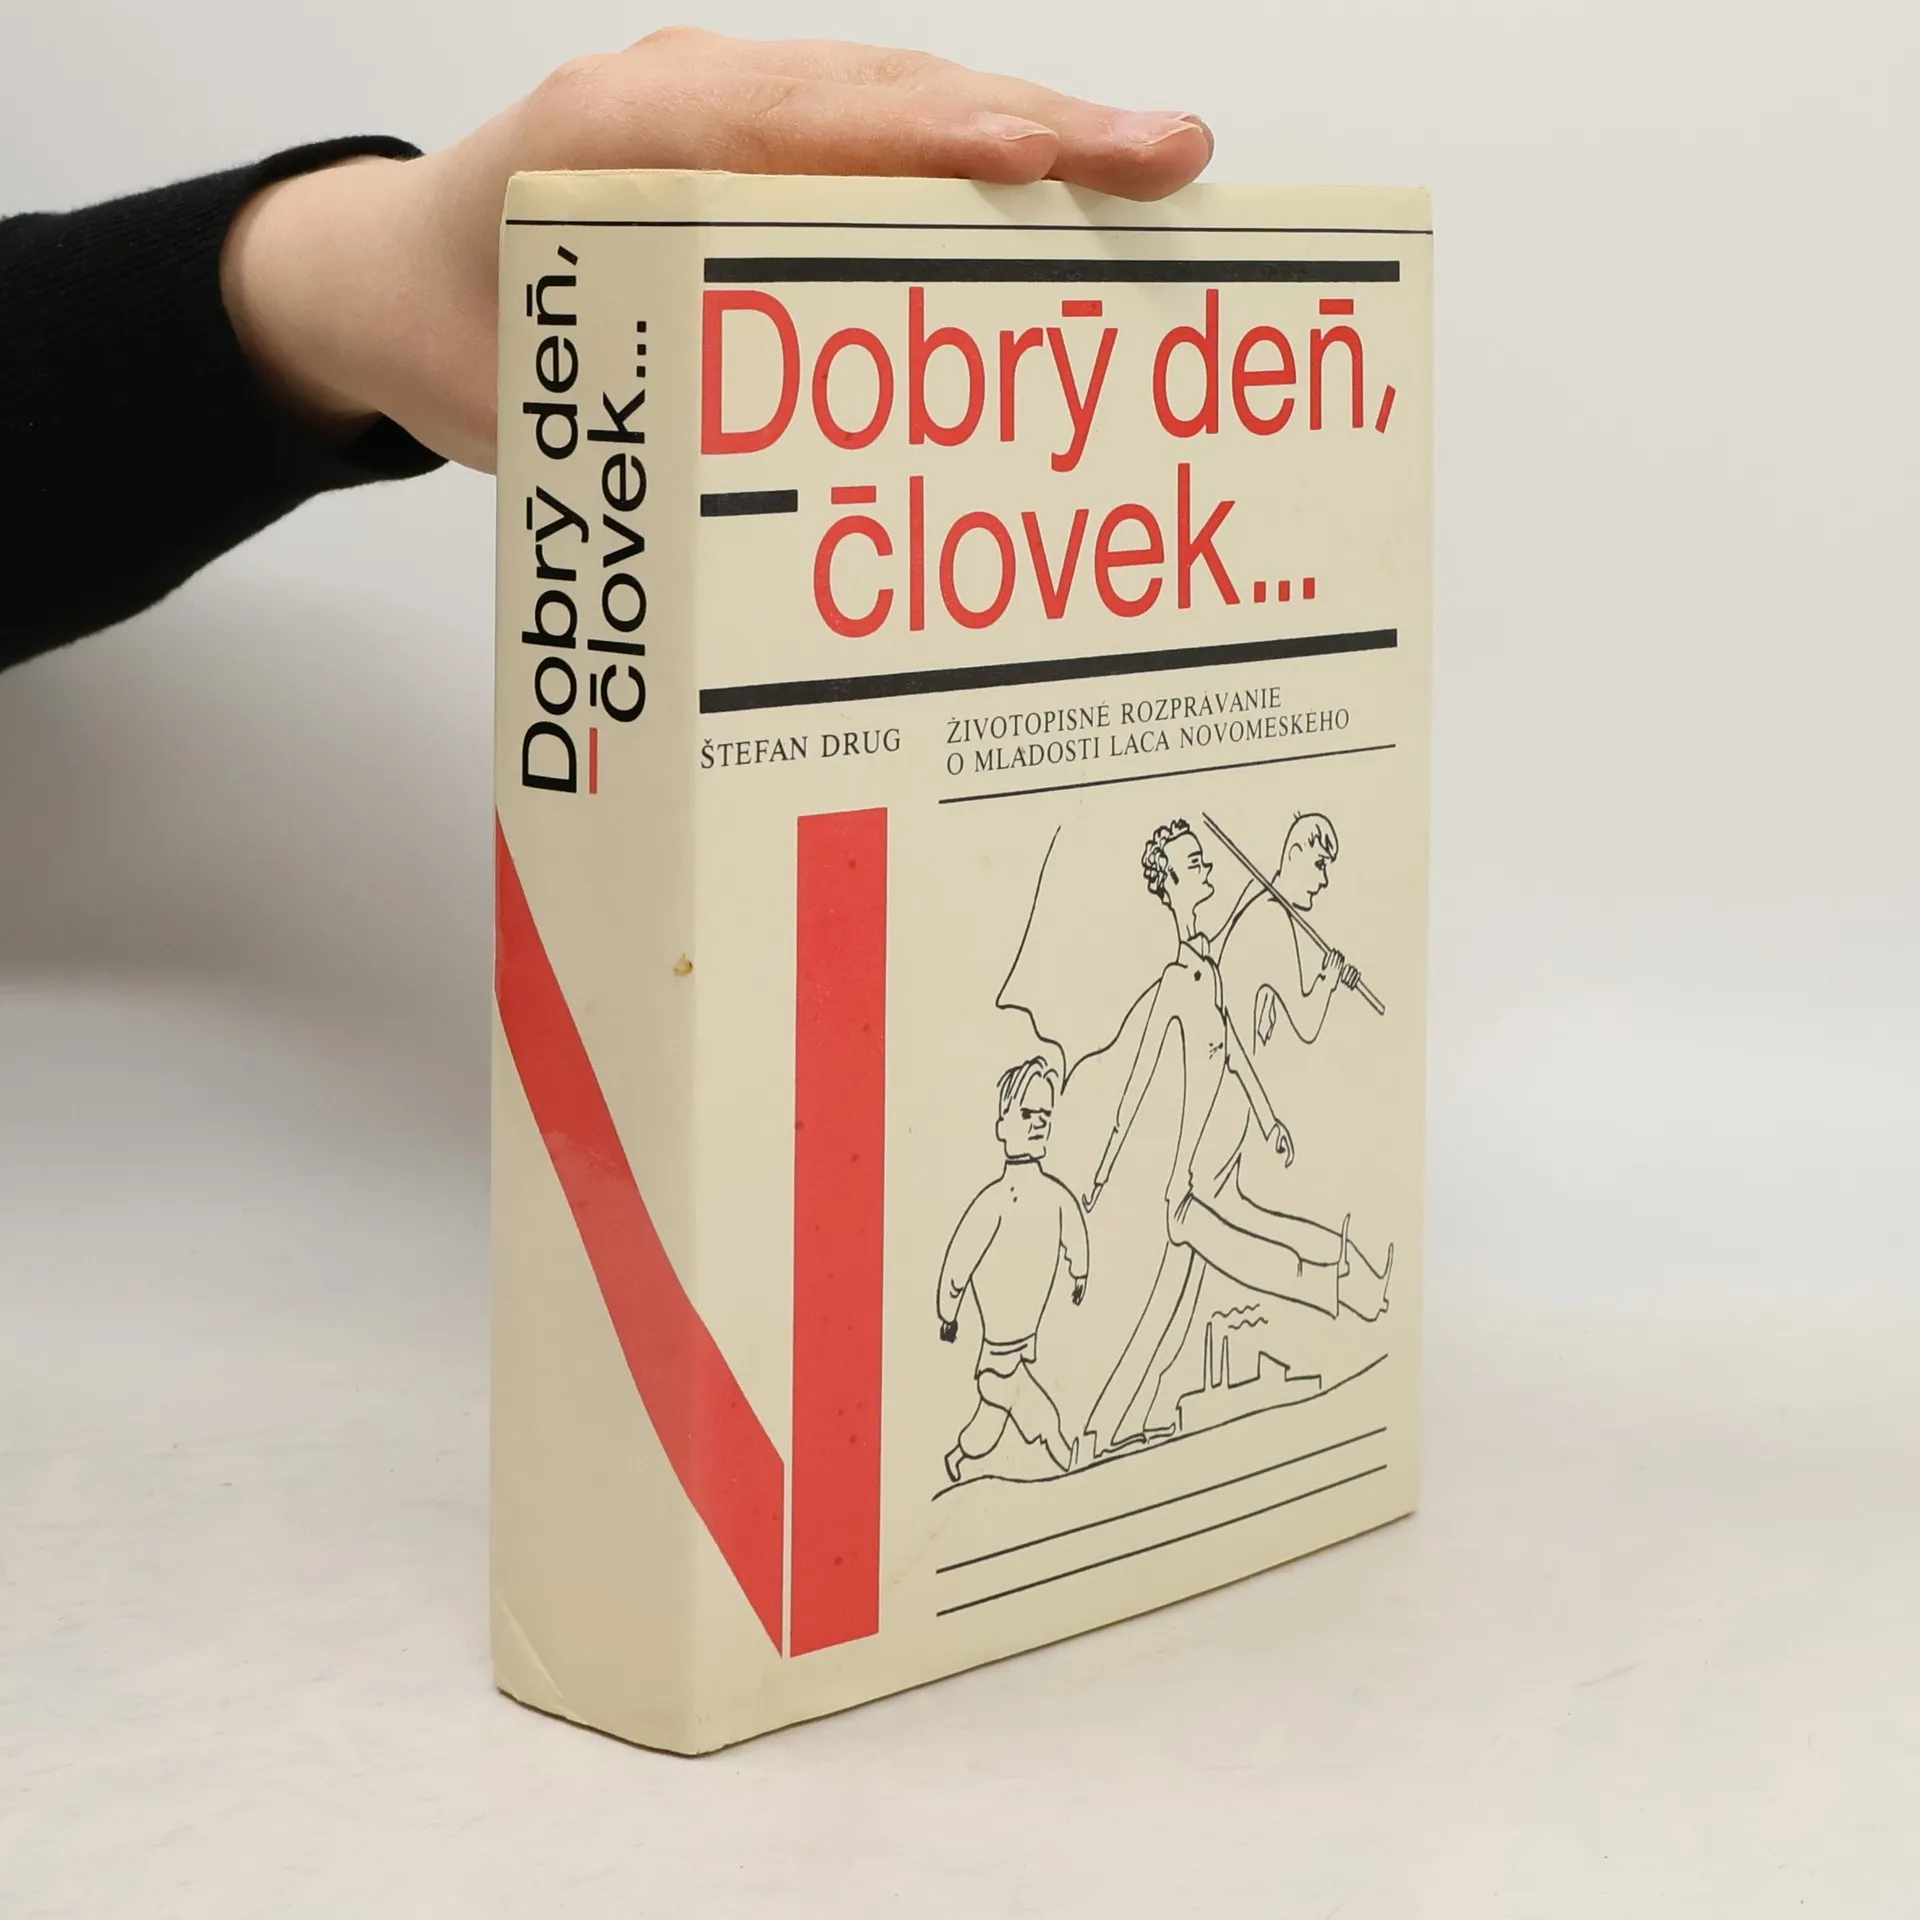 Dobrý deň,
človek...
Dobrý deň,
človek...
ŠTEFAN DRUG
ŽIVOTOPISNÉ ROZPRÁVANIE
O MLADOSTI LACA NOVOMESKÉHO